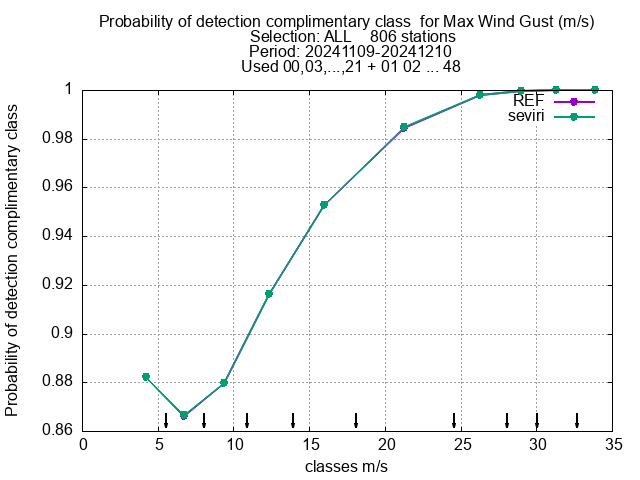 Probability of detection complimentary class  for Max Wind Gust (m/s)
Selection: ALL    806 stations
Period: 20241109-20241210
Used 00,03,...,21 + 01 02 ... 48
REF
seviri
1
0.98
0.96
0.94
0.92
0.9
0.88
0.86
Probability of detection complimentary class
0 5 10 15 20 25 30 35
classes m/s